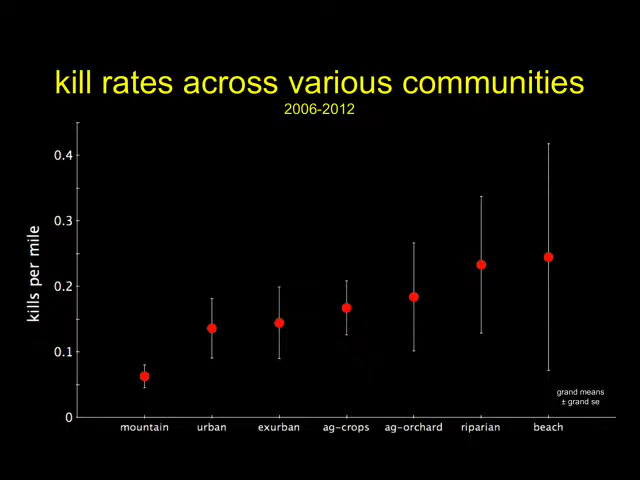 kill rates across various communities
2006-2012
kills per mile
0.4
0.3
0.2
0.1
0
grand means
± grand se
mountain urban exurban ag-crops ag-orchard riparian beach